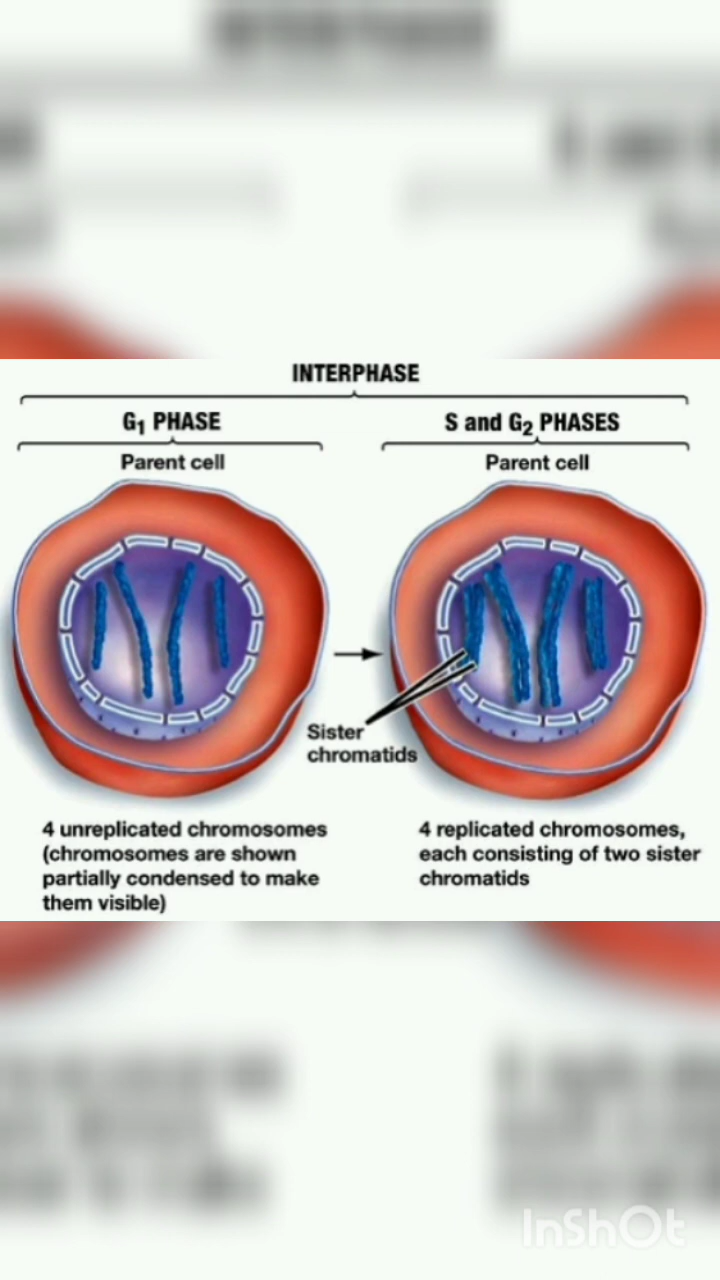 INTERPHASE
G1 PHASE
S and G2 PHASES
Parent cell
Parent cell
Sister
chromatids
4 unreplicated chromosomes
(chromosomes are shown
partially condensed to make
them visible)
4 replicated chromosomes,
each consisting of two sister
chromatids
InShOt